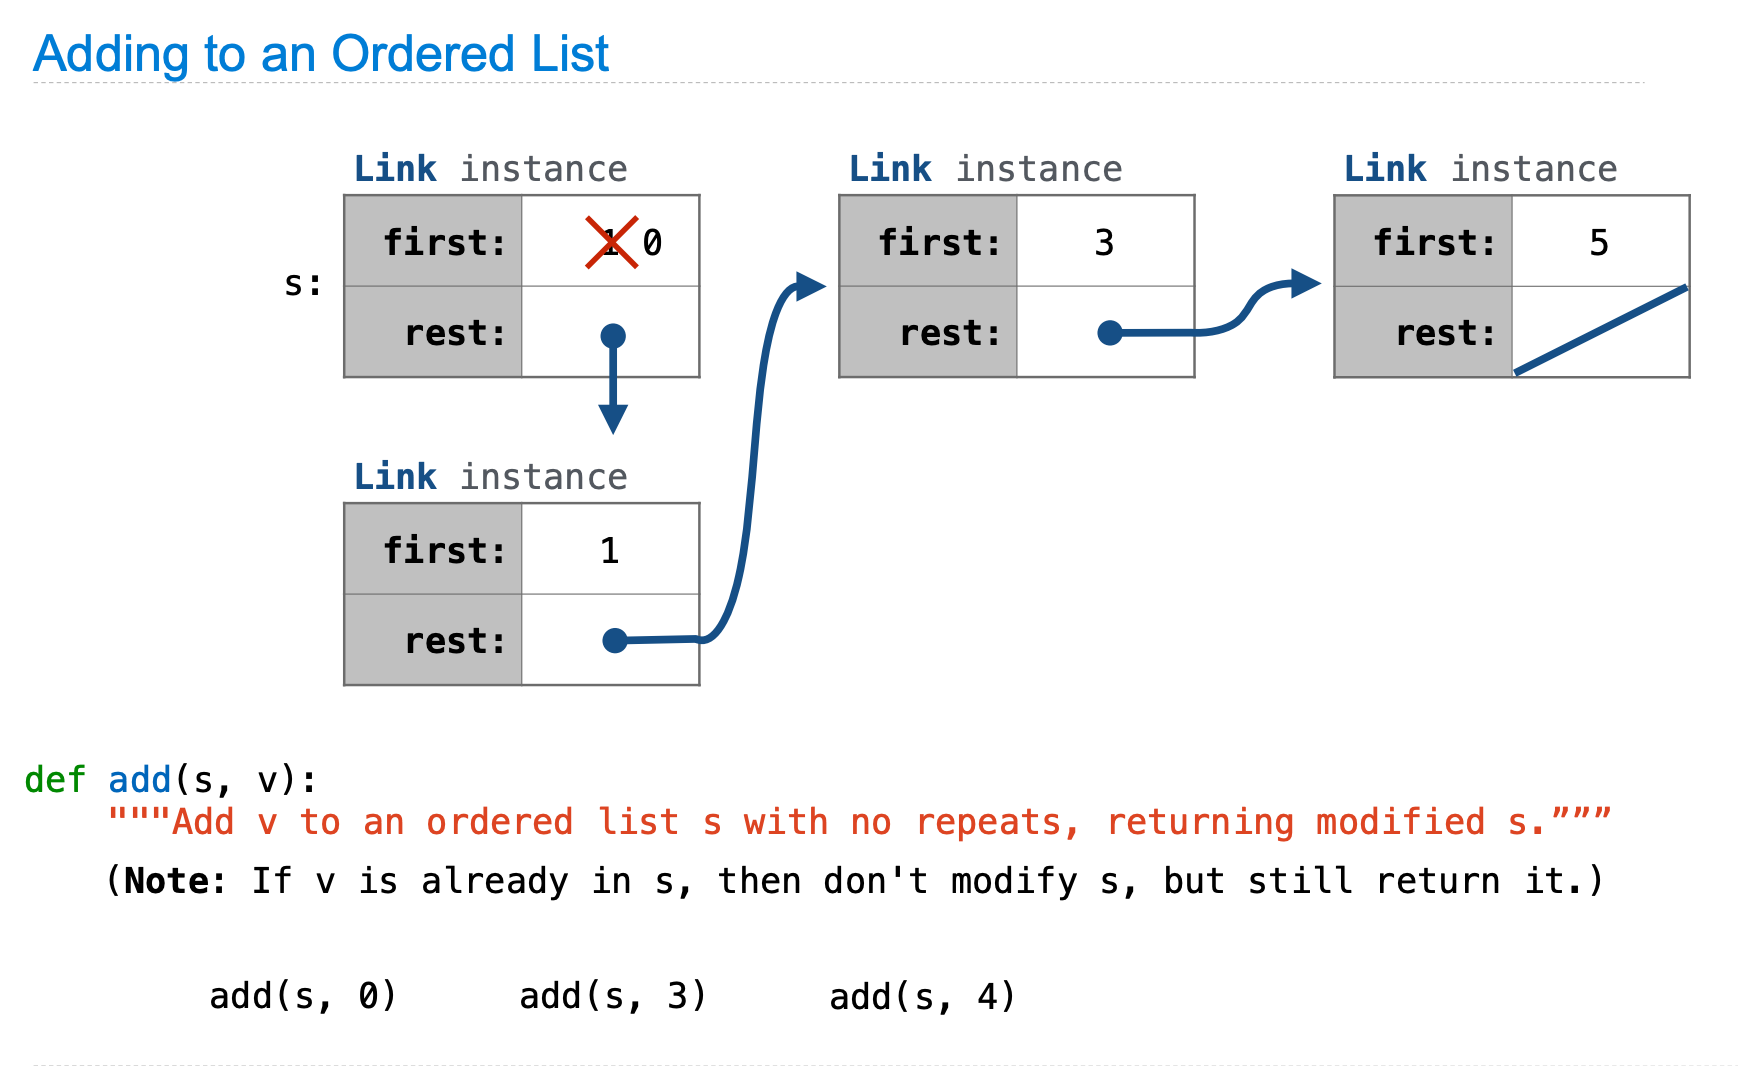 Adding to an Ordered List
Link instance
Link instance
Link instance
s:
first: 1 0
rest:
first: 3
rest:
first: 5
rest:
Link instance
first: 1
rest:
def add(s, v):
"""Add v to an ordered list s with no repeats, returning modified s.”””
(Note: If v is already in s, then don't modify s, but still return it.)
add(s, 0) add(s, 3) add(s, 4)